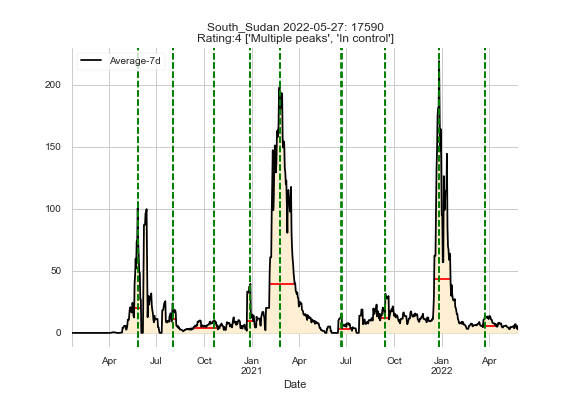 South_Sudan 2022-05-27: 17590
Rating:4 ['Multiple peaks', 'In control']
Average-7d
200
150
100
50
0
Apr Jul Oct Jan Apr Jul Oct Jan Apr
2021 2022
Date